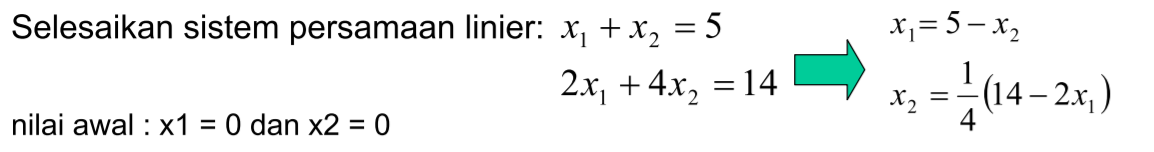 Selesaikan sistem persamaan linier: x₁ + x₂ = 5
2x₁ + 4x₂ = 14
x₁= 5 − x₂
x₂ = 1/4 (14 − 2x₁)
nilai awal : x1 = 0 dan x2 = 0